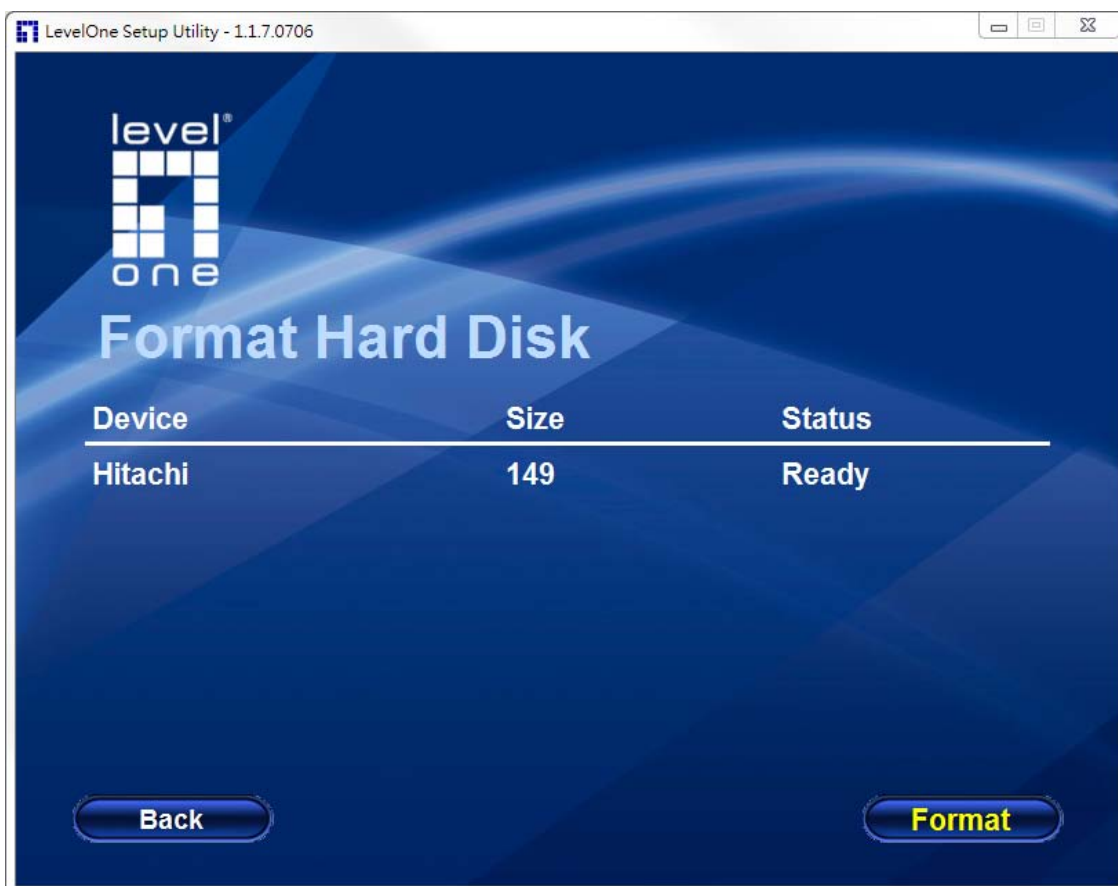 LevelOne Setup Utility - 1.1.7.0706
level®
one
Format Hard Disk
Device Size Status
Hitachi 149 Ready
Back Format